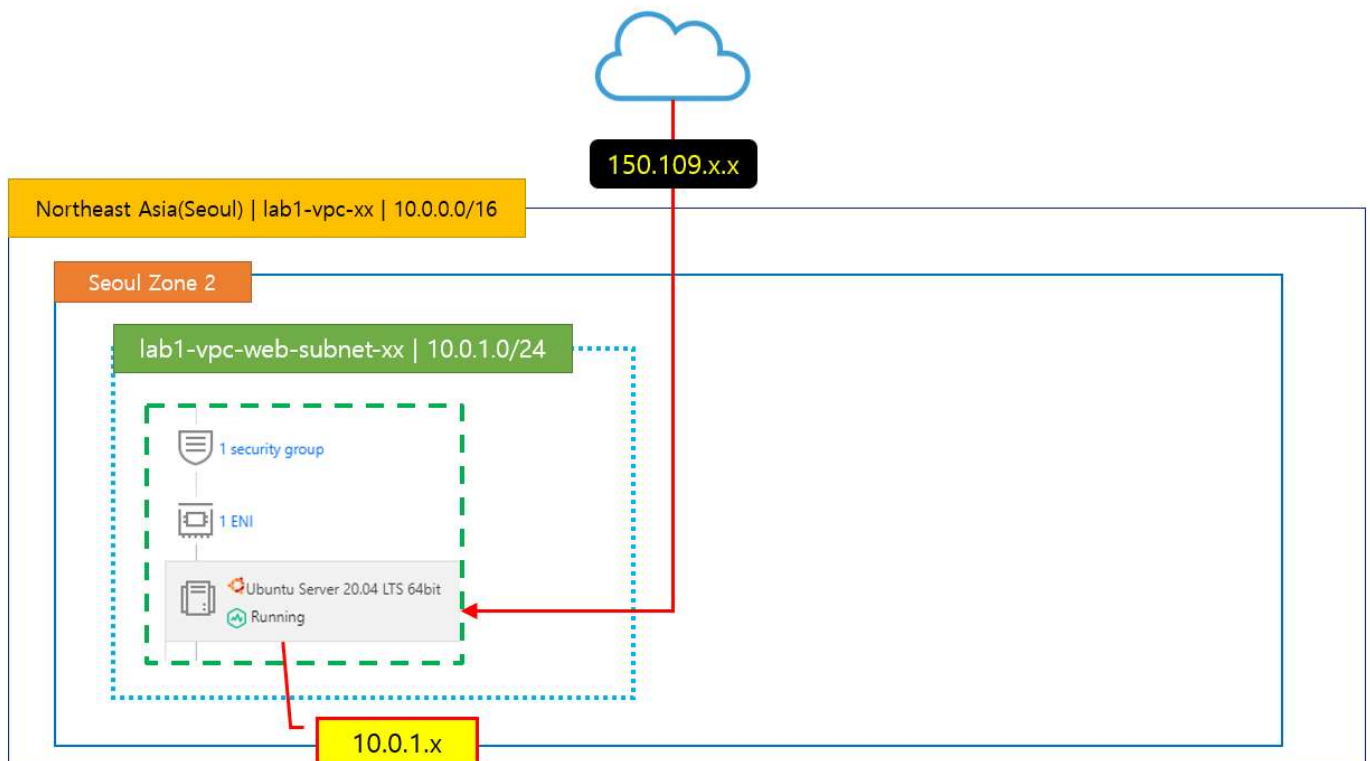 150.109.x.x
Northeast Asia(Seoul) | lab1-vpc-xx | 10.0.0.0/16
Seoul Zone 2
lab1-vpc-web-subnet-xx | 10.0.1.0/24
1 security group
1 ENI
Ubuntu Server 20.04 LTS 64bit
Running
10.0.1.x